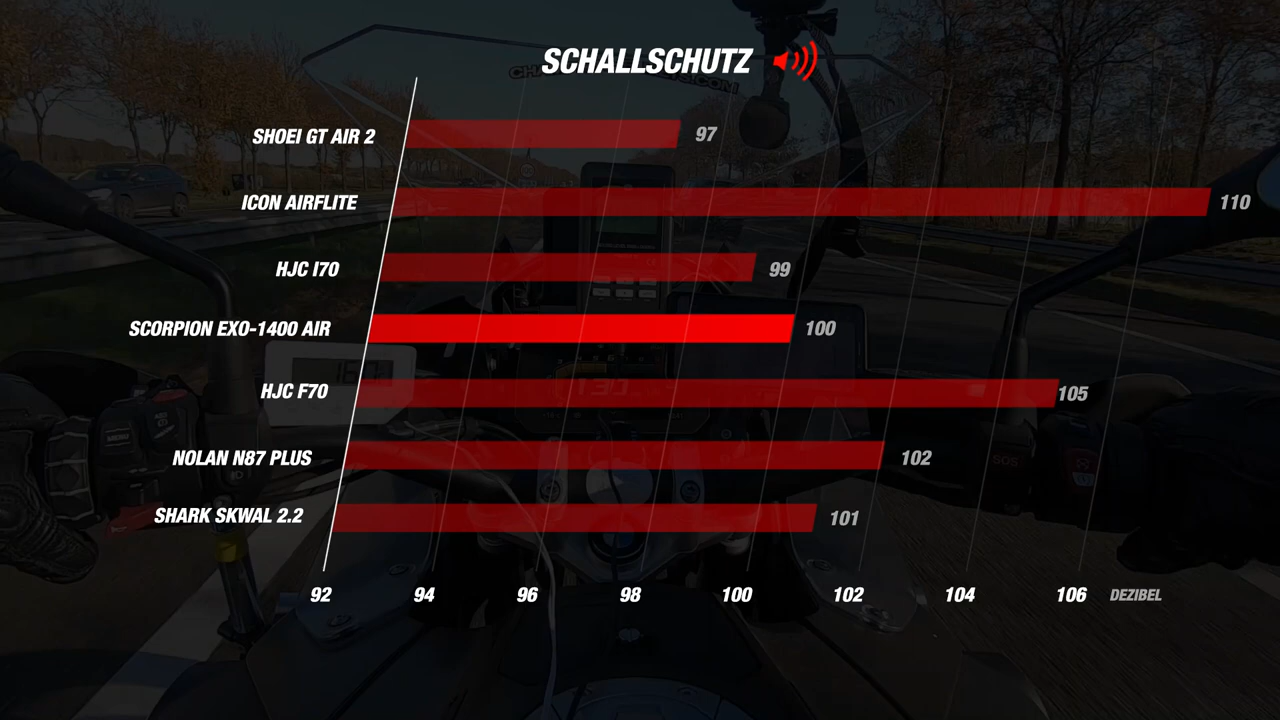 SCHALLSCHUTZ
SHOEI GT AIR 2 97
ICON AIRFLITE 110
HJC I70 99
SCORPION EXO-1400 AIR 100
HJC F70 105
NOLAN N87 PLUS 102
SHARK SKWAL 2.2 101
92 94 96 98 100 102 104 106 DEZIBEL